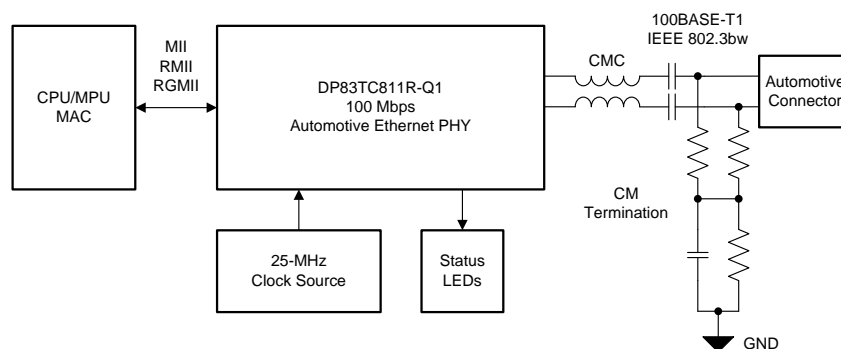 100BASE-T1
IEEE 802.3bw
MII
RMII
RGMII
CMC
CPU/MPU
MAC
DP83TC811R-Q1
100 Mbps
Automotive Ethernet PHY
Automotive
Connector
CM
Termination
25-MHz
Clock Source
Status
LEDs
GND